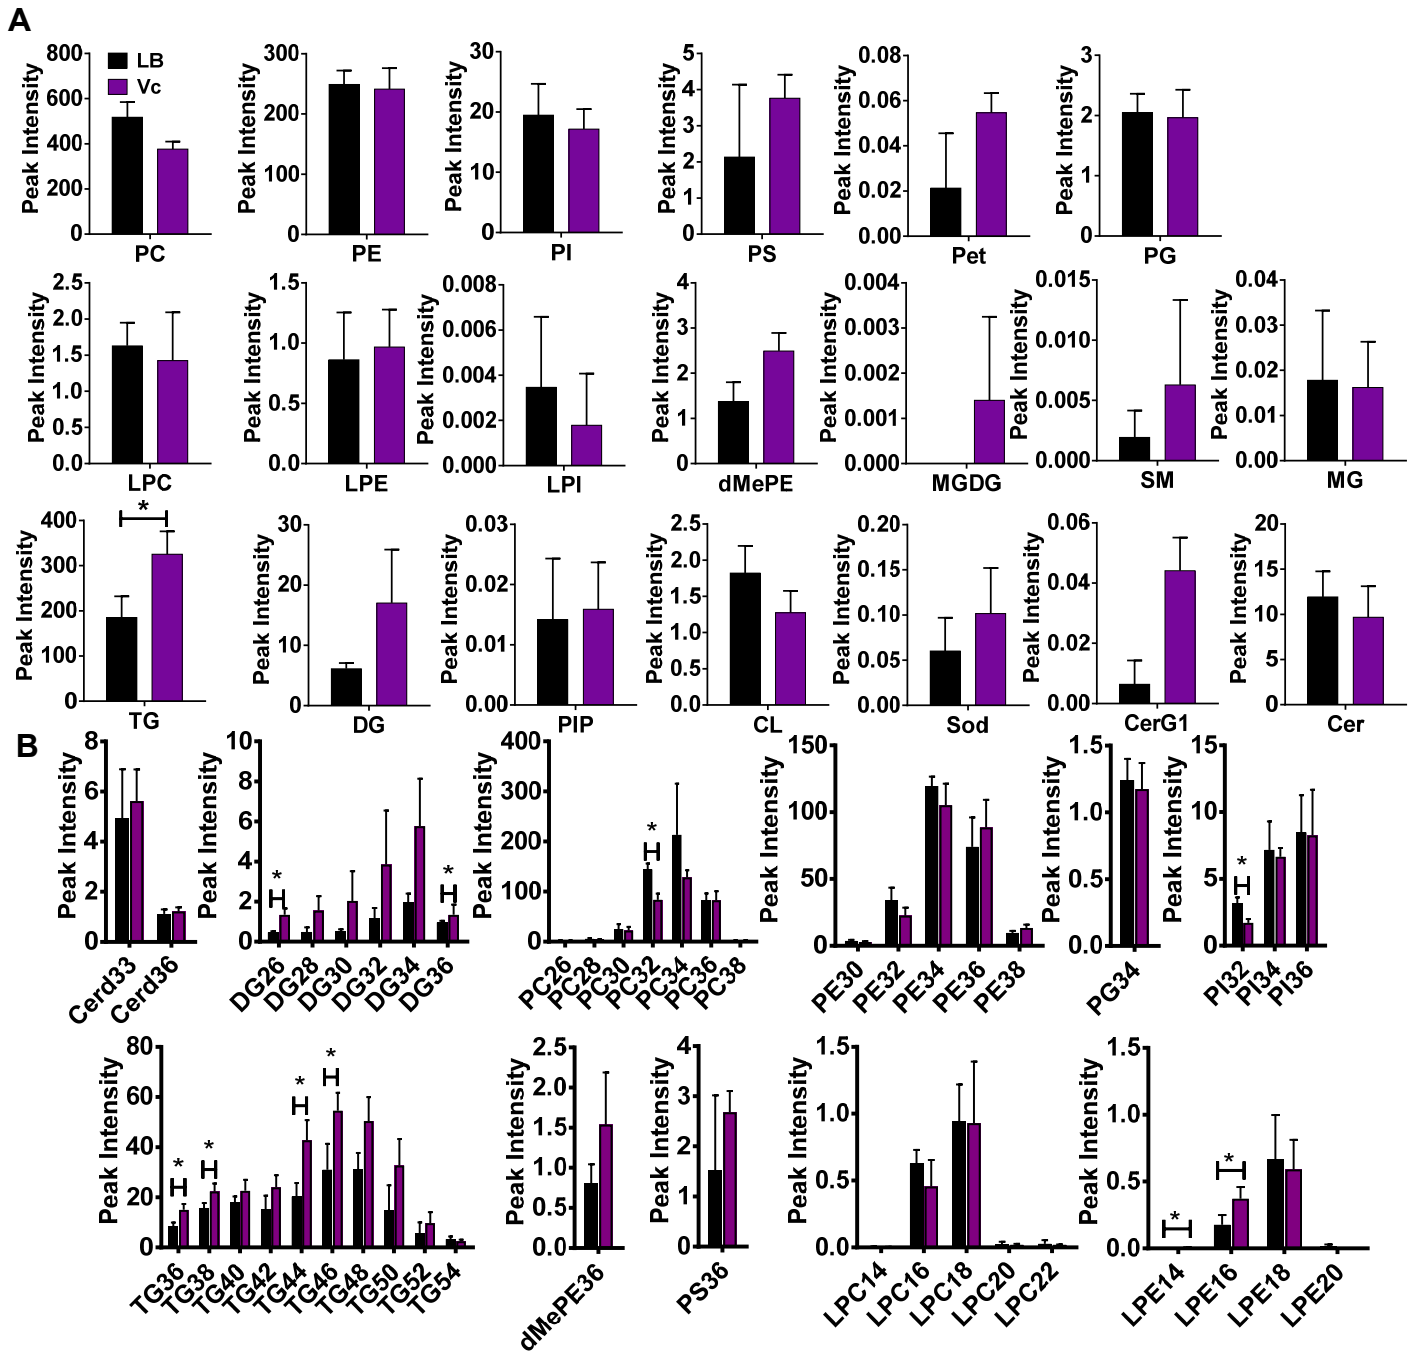 A
LB
Vc
Peak Intensity
800
600
400
200
0
PC
Peak Intensity
300
200
100
0
PE
Peak Intensity
30
20
10
0
PI
Peak Intensity
5
4
3
2
1
0
PS
Peak Intensity
0.08
0.06
0.04
0.02
0.00
Pet
Peak Intensity
3
2
1
0
PG
Peak Intensity
2.5
2.0
1.5
1.0
0.5
0.0
LPC
Peak Intensity
1.5
1.0
0.5
0.0
LPE
Peak Intensity
0.008
0.006
0.004
0.002
0.000
LPI
Peak Intensity
4
3
2
1
0
dMePE
Peak Intensity
0.004
0.003
0.002
0.001
0.000
MGDG
Peak Intensity
0.015
0.010
0.005
0.000
SM
Peak Intensity
0.04
0.03
0.02
0.01
0.00
MG
Peak Intensity
400
300
200
100
0
*
TG
Peak Intensity
30
20
10
0
DG
Peak Intensity
0.03
0.02
0.01
0.00
PIP
Peak Intensity
2.5
2.0
1.5
1.0
0.5
0.0
CL
Peak Intensity
0.20
0.15
0.10
0.05
0.00
Sod
Peak Intensity
0.06
0.04
0.02
0.00
CerG1
Peak Intensity
20
15
10
5
0
Cer
B
Peak Intensity
8
6
4
2
0
Cerd33
Cerd36
Peak Intensity
10
8
6
4
2
0
*
*
DG26
DG28
DG30
DG32
DG34
DG36
Peak Intensity
400
300
200
100
0
*
PC26
PC28
PC30
PC32
PC34
PC36
PC38
Peak Intensity
150
100
50
0
PE30
PE32
PE34
PE36
PE38
Peak Intensity
1.5
1.0
0.5
0.0
PG34
Peak Intensity
15
10
5
0
*
PI32
PI34
PI36
Peak Intensity
80
60
40
20
0
*
*
*
*
TG36
TG38
TG40
TG42
TG44
TG46
TG48
TG50
TG52
TG54
Peak Intensity
2.5
2.0
1.5
1.0
0.5
0.0
dMePE36
Peak Intensity
4
3
2
1
0
PS36
Peak Intensity
1.5
1.0
0.5
0.0
LPC14
LPC16
LPC18
LPC20
LPC22
Peak Intensity
1.5
1.0
0.5
0.0
*
*
LPE14
LPE16
LPE18
LPE20